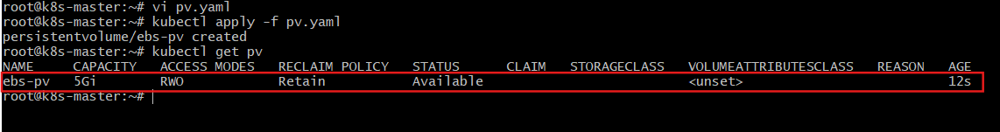 root@k8s-master:~# vi pv.yaml
root@k8s-master:~# kubectl apply -f pv.yaml
persistentvolume/ebs-pv created
root@k8s-master:~# kubectl get pv
NAME     CAPACITY   ACCESS MODES   RECLAIM POLICY   STATUS      CLAIM   STORAGECLASS   VOLUMEATTRIBUTESCLASS   REASON   AGE
ebs-pv   5Gi        RWO            Retain           Available                          <unset>                          12s
root@k8s-master:~#